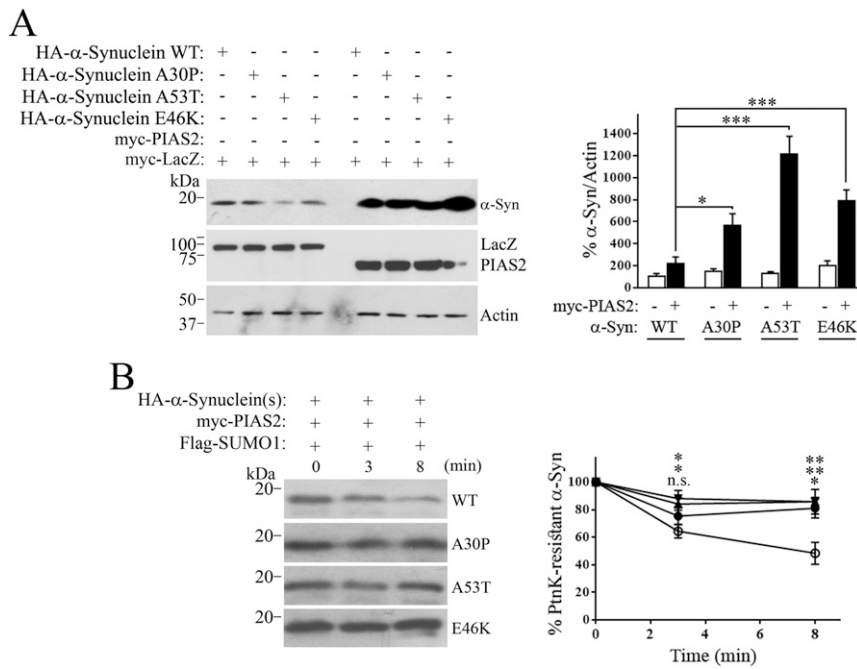 A
HA-α-Synuclein WT: + - - - + - - -
HA-α-Synuclein A30P: - + - - - + - -
HA-α-Synuclein A53T: - - + - - - + -
HA-α-Synuclein E46K: - - - + - - - +
myc-PIAS2: - - - - - - - -
myc-LacZ: + + + + + + + +
kDa
20 α-Syn
100 LacZ
75 PIAS2
50
37 Actin
% α-Syn/Actin
1400
1200
1000
800
600
400
200
0
***
***
*
myc-PIAS2: - + - + - + - +
α-Syn: WT A30P A53T E46K
B
HA-α-Synuclein(s): + + +
myc-PIAS2: + + +
Flag-SUMO1: + + +
0 3 8 (min)
kDa
20 WT
20 A30P
20 A53T
20 E46K
% PtnK-resistant α-Syn
100
80
60
40
20
0
*
*
n.s.
**
**
*
0 2 4 6 8
Time (min)